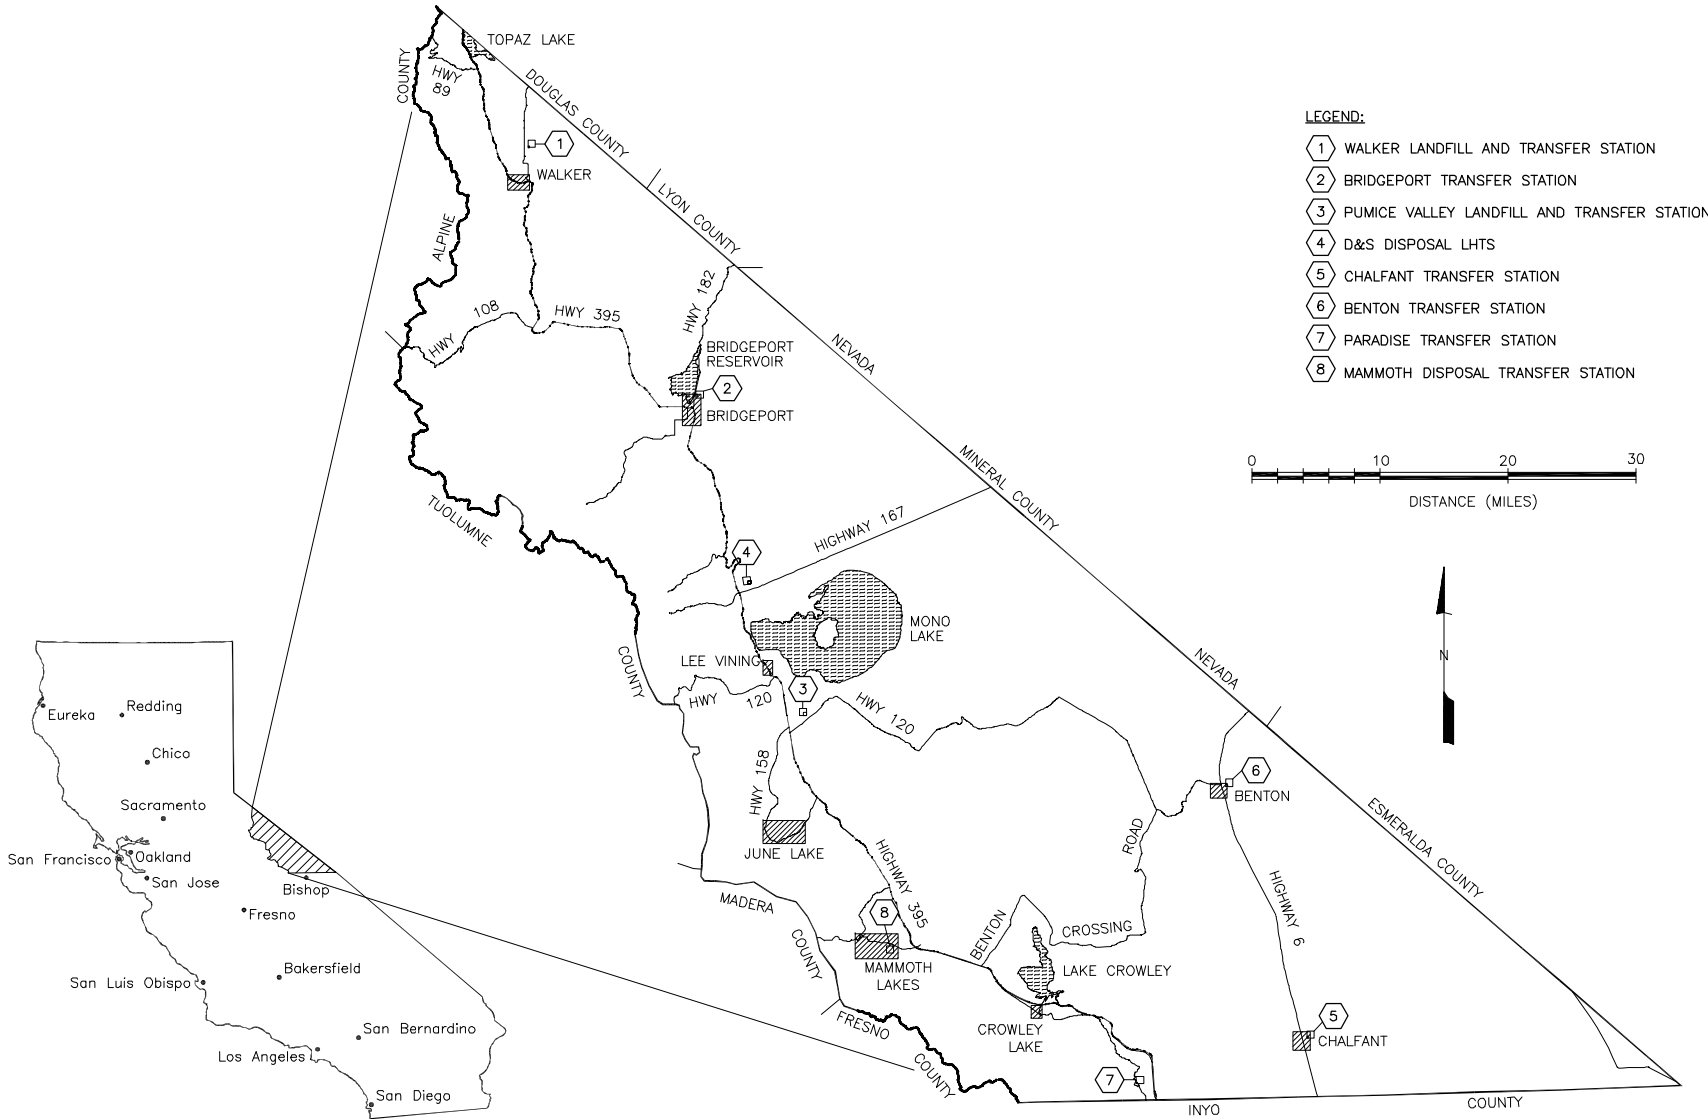 TOPAZ LAKE
COUNTY
HWY
89
DOUGLAS COUNTY
LEGEND:
1 WALKER LANDFILL AND TRANSFER STATION
2 BRIDGEPORT TRANSFER STATION
3 PUMICE VALLEY LANDFILL AND TRANSFER STATION
4 D&S DISPOSAL LHTS
5 CHALFANT TRANSFER STATION
6 BENTON TRANSFER STATION
7 PARADISE TRANSFER STATION
8 MAMMOTH DISPOSAL TRANSFER STATION
1
WALKER
LYON COUNTY
ALPINE
HWY 182
HWY 108
HWY 395
NEVADA
BRIDGEPORT
RESERVOIR
2
BRIDGEPORT
MINERAL COUNTY
0 10 20 30
DISTANCE (MILES)
TUOLUMNE
HIGHWAY 167
4
MONO
LAKE
N
LEE VINING
COUNTY
NEVADA
HWY 120
3
HWY 120
HWY 158
6
BENTON
ESMERALDA COUNTY
JUNE LAKE
ROAD
HIGHWAY 395
HIGHWAY 6
MADERA
COUNTY
8
BENTON
CROSSING
MAMMOTH
LAKES
LAKE CROWLEY
FRESNO
COUNTY
CROWLEY
LAKE
5
CHALFANT
7
INYO
COUNTY
Eureka
Redding
Chico
Sacramento
San Francisco
Oakland
San Jose
Bishop
Fresno
Bakersfield
San Luis Obispo
San Bernardino
Los Angeles
San Diego